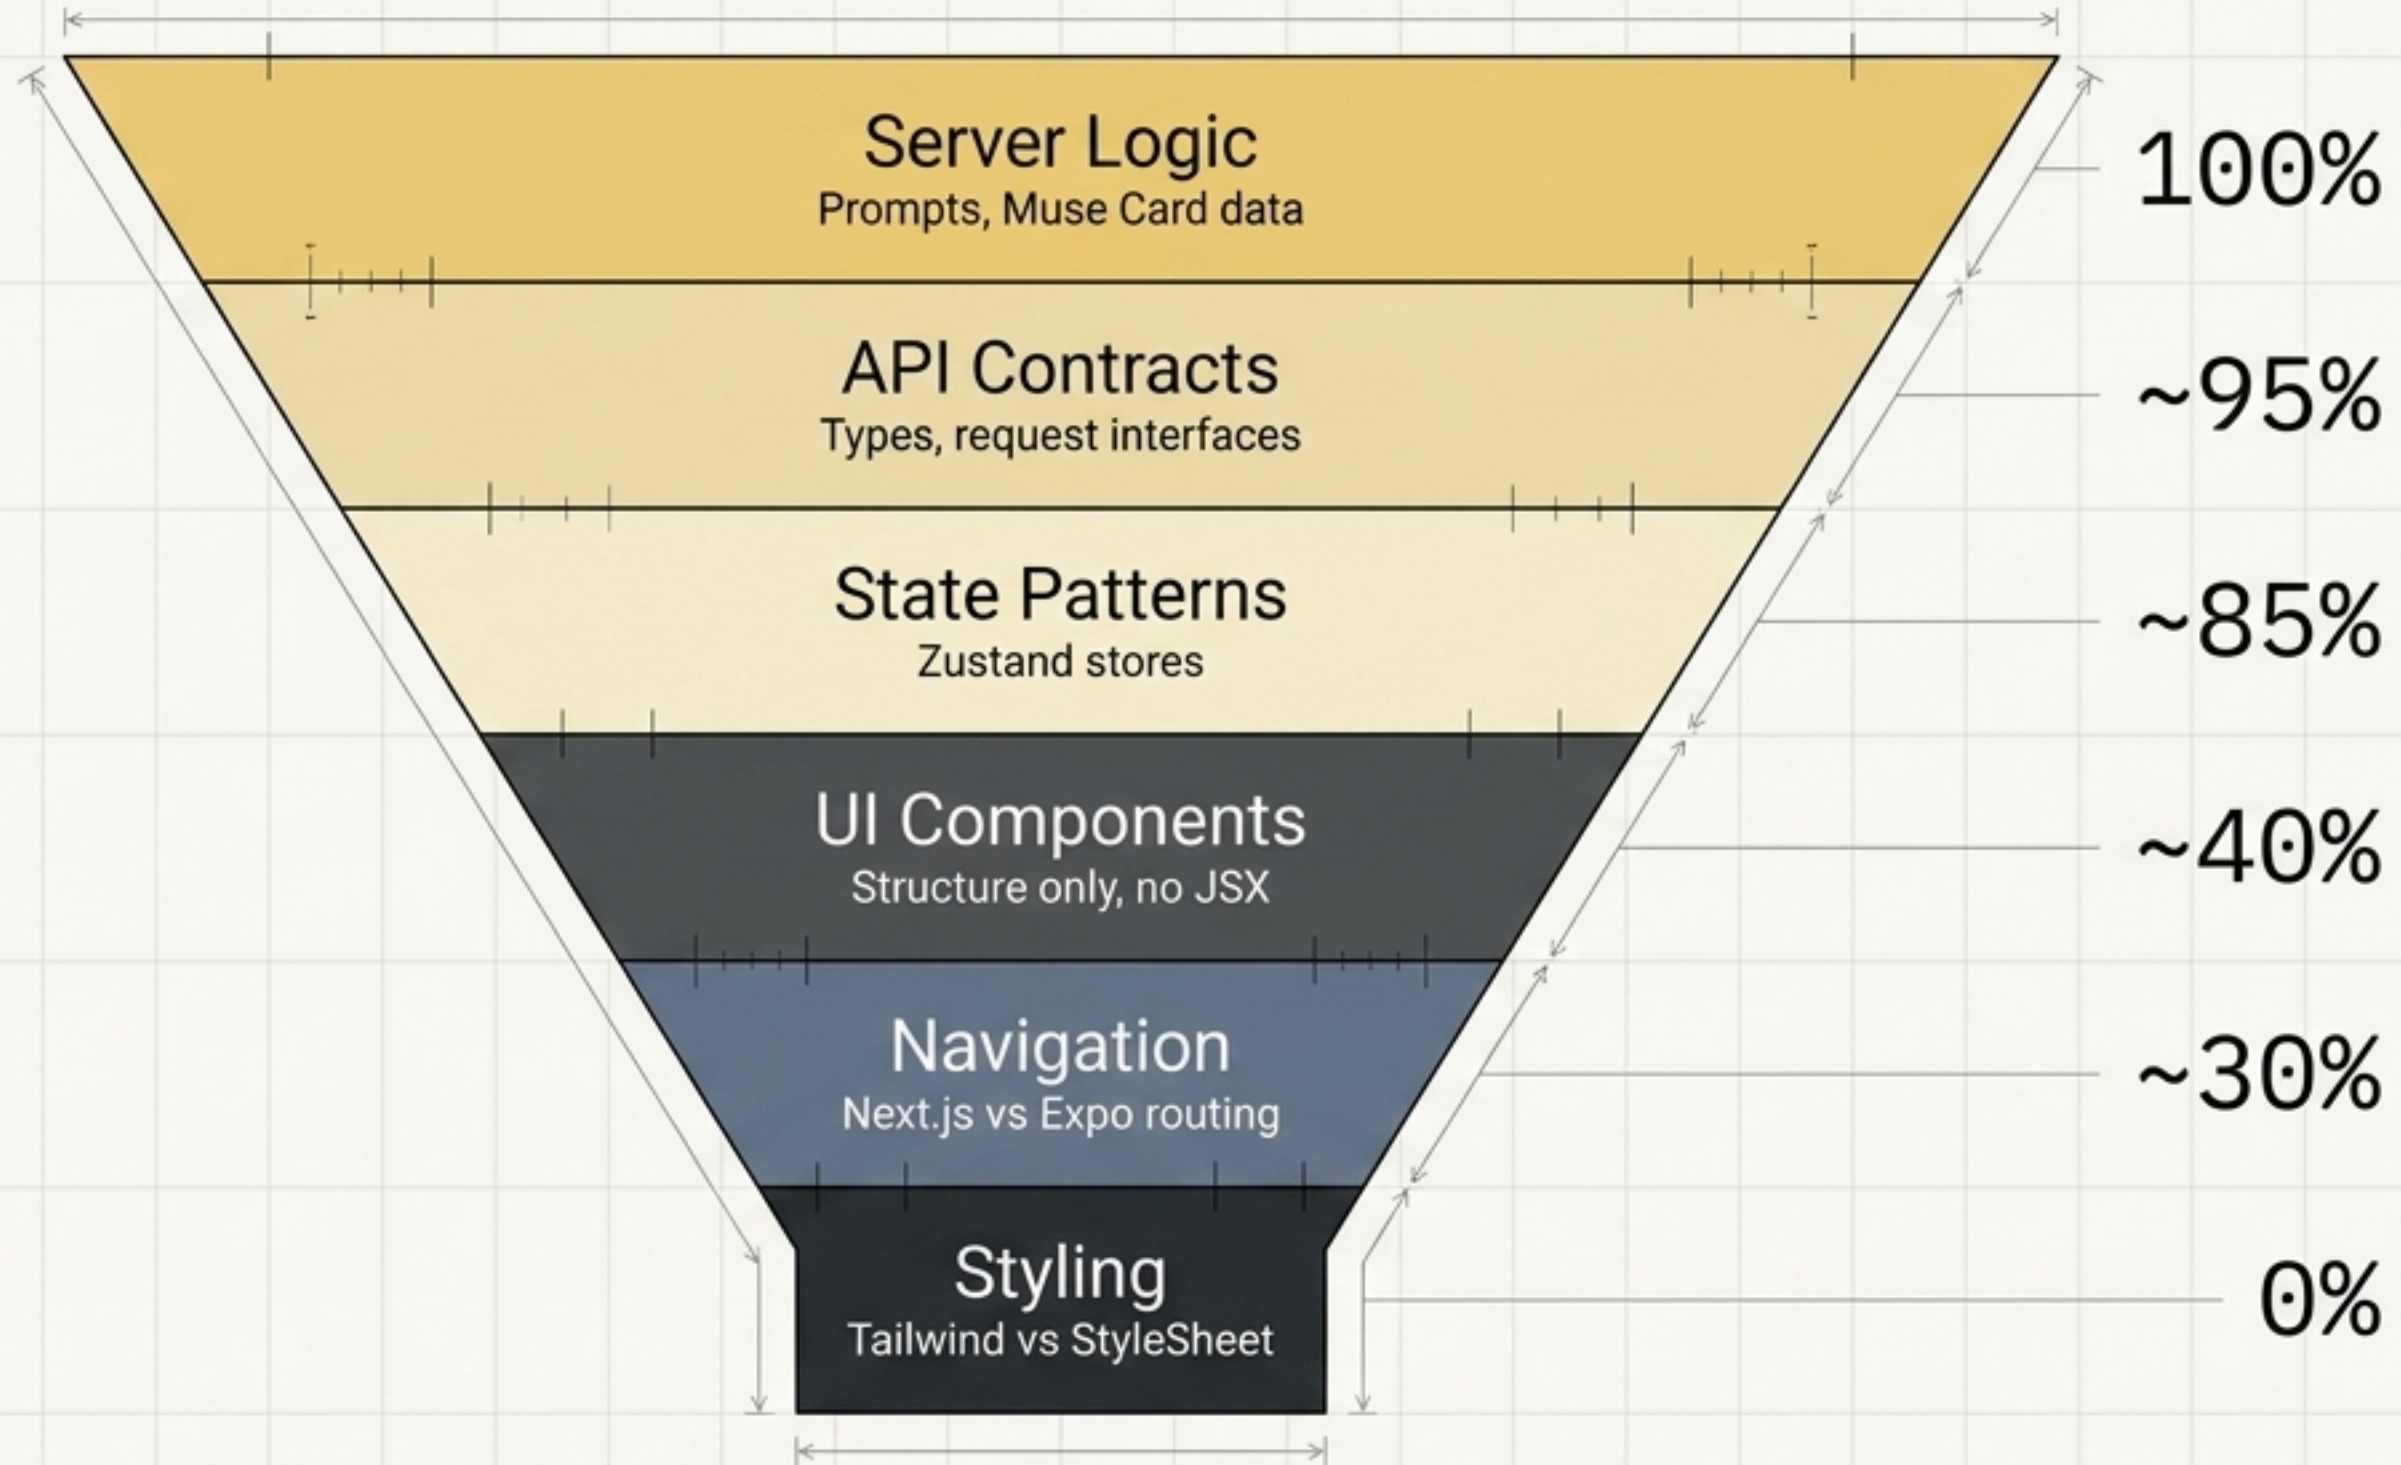 Server Logic
Prompts, Muse Card data
100%
API Contracts
Types, request interfaces
~95%
State Patterns
Zustand stores
~85%
UI Components
Structure only, no JSX
~40%
Navigation
Next.js vs Expo routing
~30%
Styling
Tailwind vs StyleSheet
0%